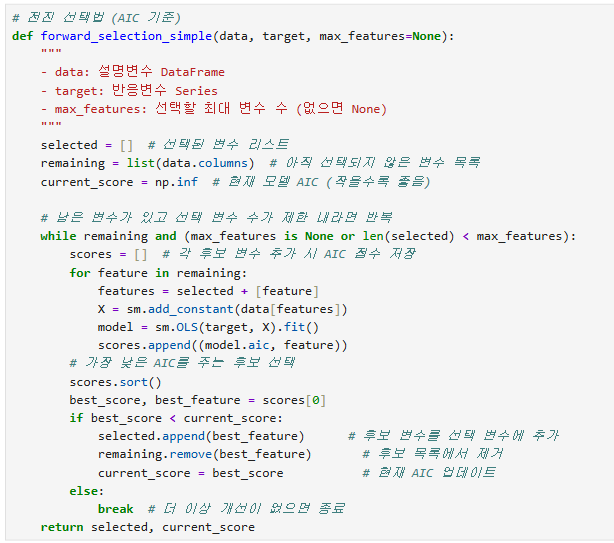 # 전진 선택법 (AIC 기준)
def forward_selection_simple(data, target, max_features=None):
    """
    - data: 설명변수 DataFrame
    - target: 반응변수 Series
    - max_features: 선택할 최대 변수 수 (없으면 None)
    """
    selected = []  # 선택된 변수 리스트
    remaining = list(data.columns)  # 아직 선택되지 않은 변수 목록
    current_score = np.inf  # 현재 모델 AIC (작을수록 좋음)

    # 남은 변수가 있고 선택 변수 수가 제한 내라면 반복
    while remaining and (max_features is None or len(selected) < max_features):
        scores = []  # 각 후보 변수 추가 시 AIC 점수 저장
        for feature in remaining:
            features = selected + [feature]
            X = sm.add_constant(data[features])
            model = sm.OLS(target, X).fit()
            scores.append((model.aic, feature))
        # 가장 낮은 AIC를 주는 후보 선택
        scores.sort()
        best_score, best_feature = scores[0]
        if best_score < current_score:
            selected.append(best_feature)      # 후보 변수를 선택 변수에 추가
            remaining.remove(best_feature)       # 후보 목록에서 제거
            current_score = best_score           # 현재 AIC 업데이트
        else:
            break  # 더 이상 개선이 없으면 종료
    return selected, current_score